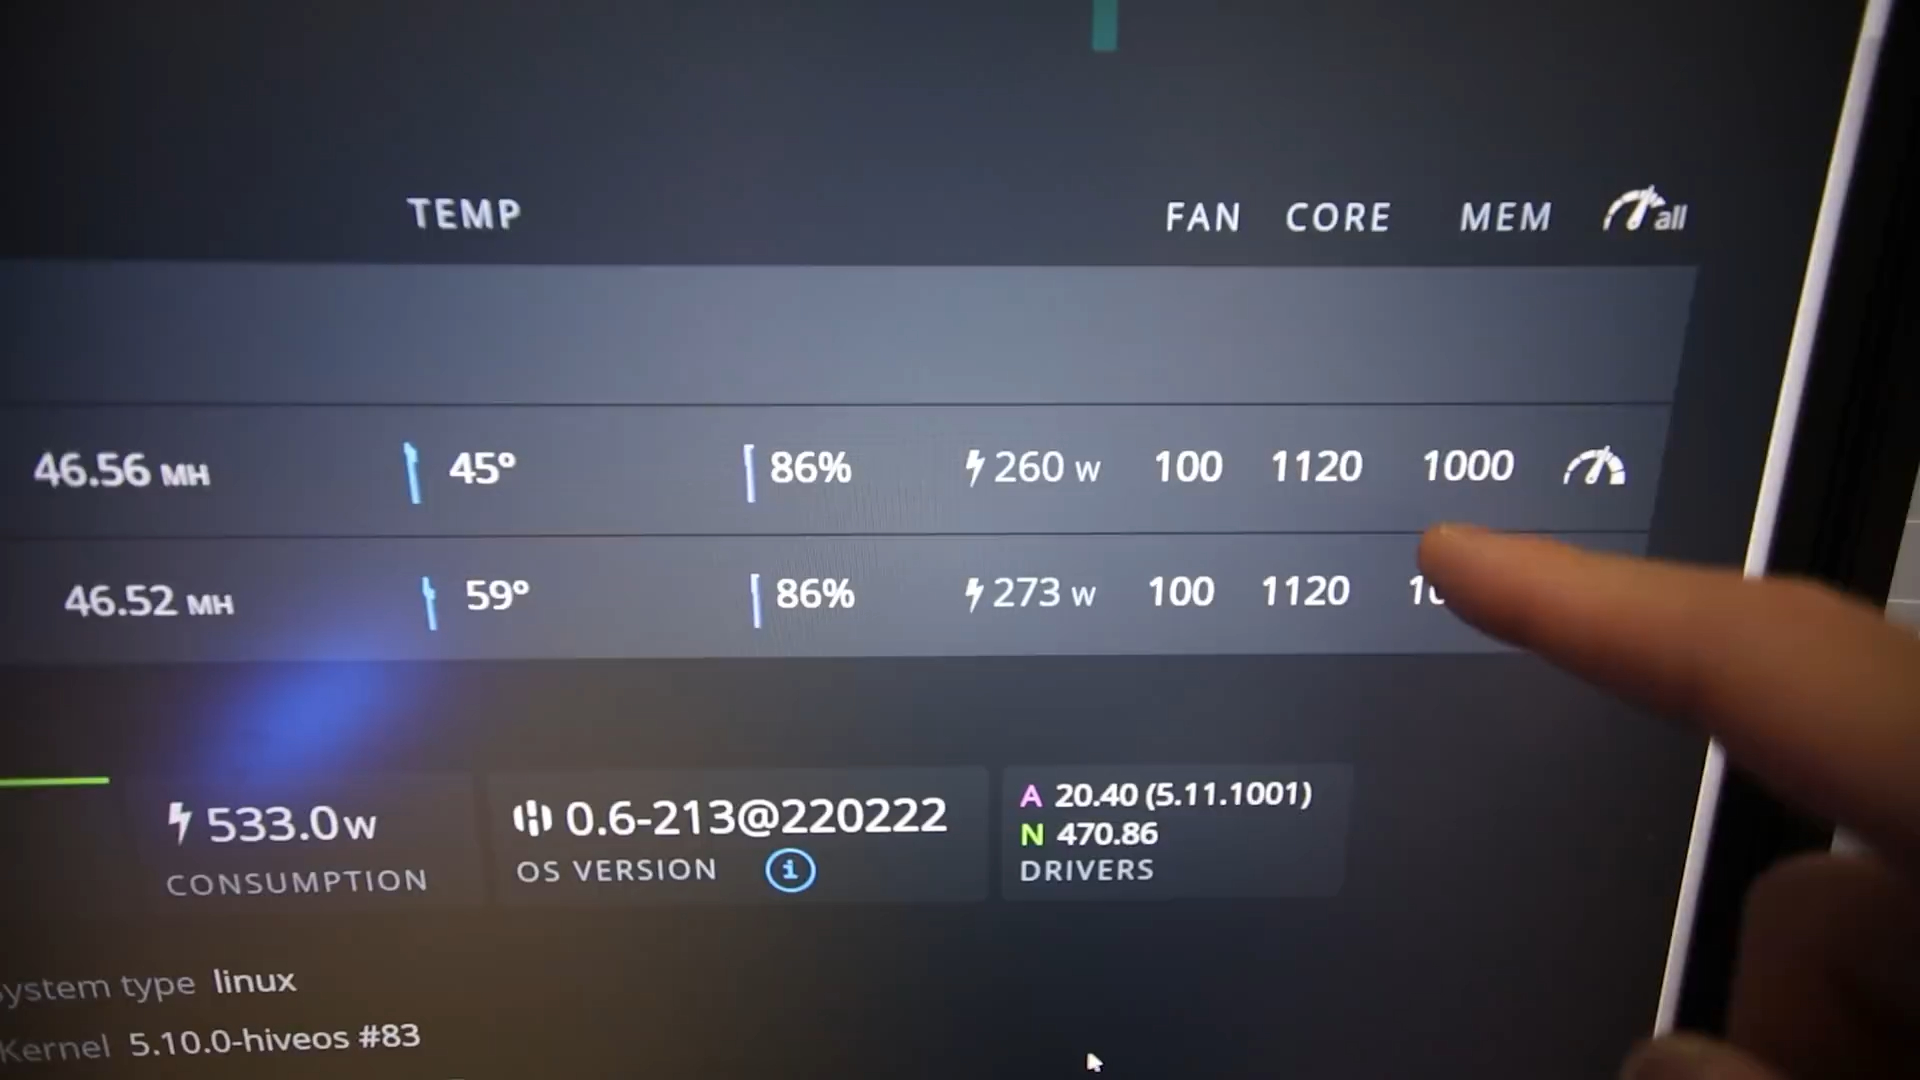 TEMP FAN CORE MEM all
46.56 MH 45° 86% 260 w 100 1120 1000
46.52 MH 59° 86% 273 w 100 1120
533.0 w
CONSUMPTION
0.6-213@220222
OS VERSION i
A 20.40 (5.11.1001)
N 470.86
DRIVERS
ystem type linux
Kernel 5.10.0-hiveos #83